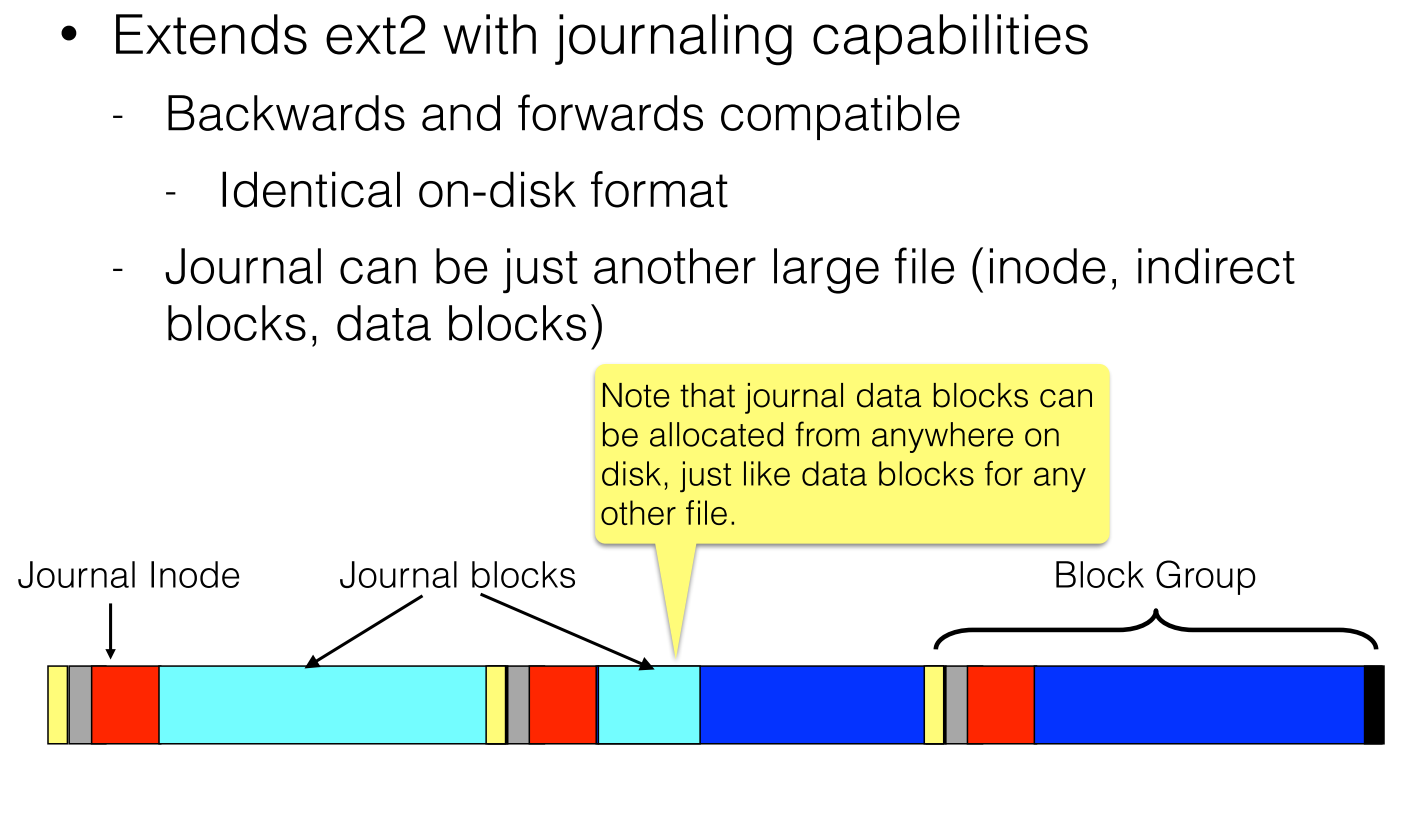 • Extends ext2 with journaling capabilities
- Backwards and forwards compatible
- Identical on-disk format
- Journal can be just another large file (inode, indirect
blocks, data blocks)
Note that journal data blocks can
be allocated from anywhere on
disk, just like data blocks for any
other file.
Journal Inode
Journal blocks
Block Group